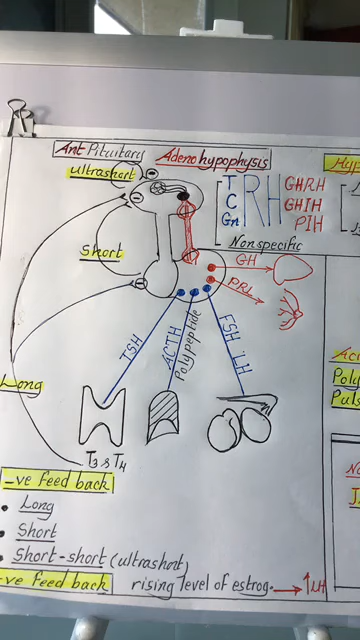 Ant Pituitary Adenohypophysis
Ultrashort
T
C
Gn
RH
GHRH
GHIH
PIH
Nonspecific
Hyp
Short
GH
PRL
TSH
ACTH
Polypeptide
FSH LH
Long
T3 & T4
-ve feed back
• Long
• Short
• Short-short (ultrashort)
-ve feed back rising level of estrog. → ↑ LH
Pol
Puls